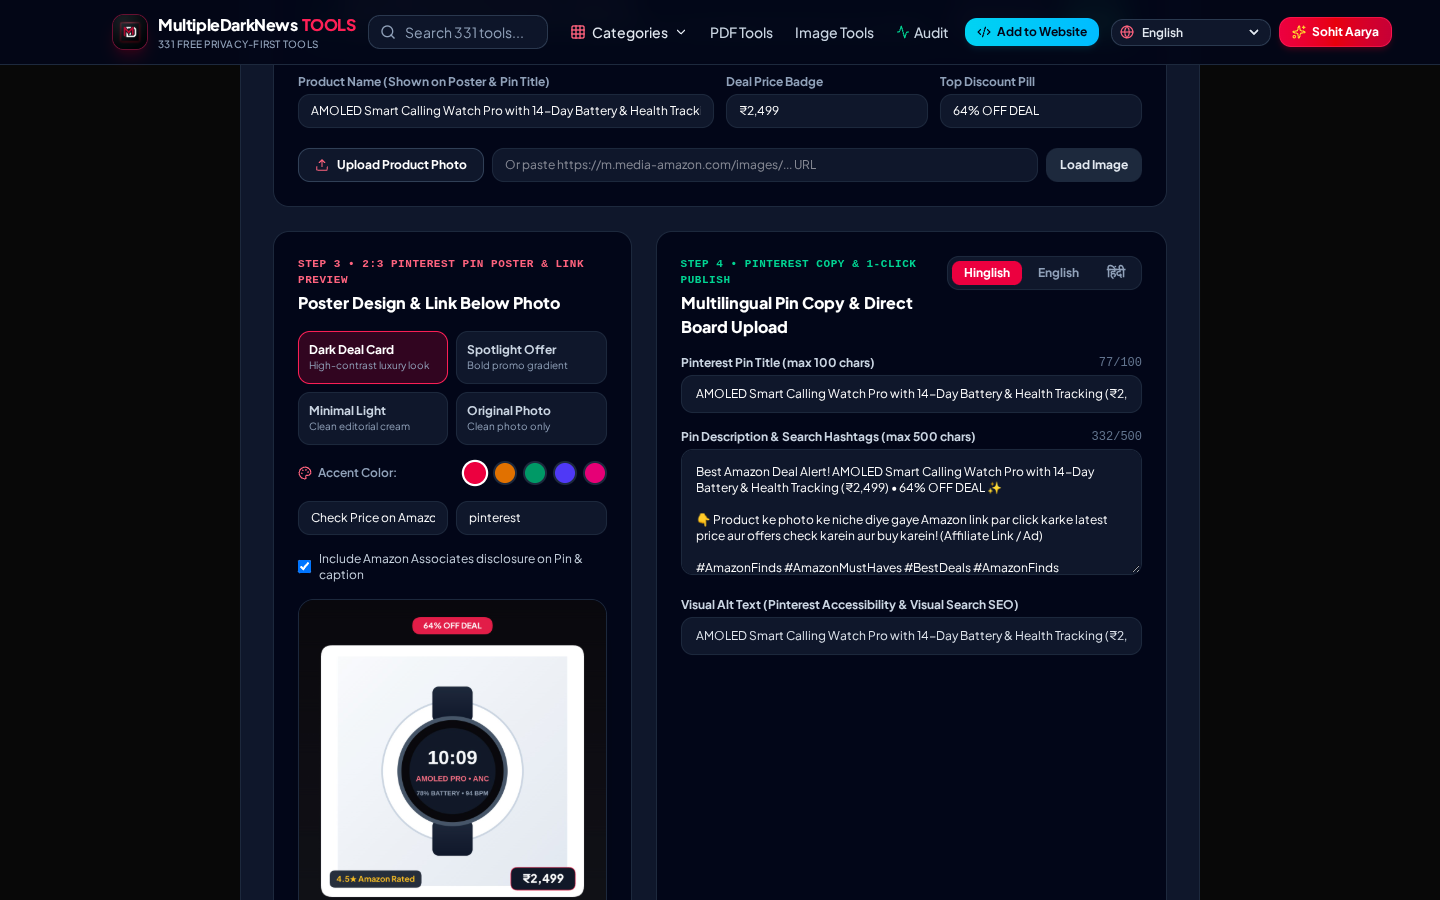 MultipleDarkNews TOOLS
331 FREE PRIVACY-FIRST TOOLS
Search 331 tools...
Categories
PDF Tools
Image Tools
Audit
Add to Website
English
Sohit Aarya
Product Name (Shown on Poster & Pin Title)
Deal Price Badge
Top Discount Pill
AMOLED Smart Calling Watch Pro with 14-Day Battery & Health Track
₹2,499
64% OFF DEAL
Upload Product Photo
Or paste https://m.media-amazon.com/images/... URL
Load Image
STEP 3 • 2:3 PINTEREST PIN POSTER & LINK
PREVIEW
Poster Design & Link Below Photo
Dark Deal Card
High-contrast luxury look
Spotlight Offer
Bold promo gradient
Minimal Light
Clean editorial cream
Original Photo
Clean photo only
Accent Color:
Check Price on Amazc
pinterest
Include Amazon Associates disclosure on Pin &
caption
64% OFF DEAL
10:09
AMOLED PRO • ANC
78% BATTERY • 94 BPM
4.5★ Amazon Rated
₹2,499
STEP 4 • PINTEREST COPY & 1-CLICK
PUBLISH
Multilingual Pin Copy & Direct
Board Upload
Hinglish
English
हिंदी
Pinterest Pin Title (max 100 chars)
77/100
AMOLED Smart Calling Watch Pro with 14-Day Battery & Health Tracking (₹2,
Pin Description & Search Hashtags (max 500 chars)
332/500
Best Amazon Deal Alert! AMOLED Smart Calling Watch Pro with 14-Day
Battery & Health Tracking (₹2,499) • 64% OFF DEAL ✨
👇 Product ke photo ke niche diye gaye Amazon link par click karke latest
price aur offers check karein aur buy karein! (Affiliate Link / Ad)
#AmazonFinds #AmazonMustHaves #BestDeals #AmazonFinds
Visual Alt Text (Pinterest Accessibility & Visual Search SEO)
AMOLED Smart Calling Watch Pro with 14-Day Battery & Health Tracking (₹2,